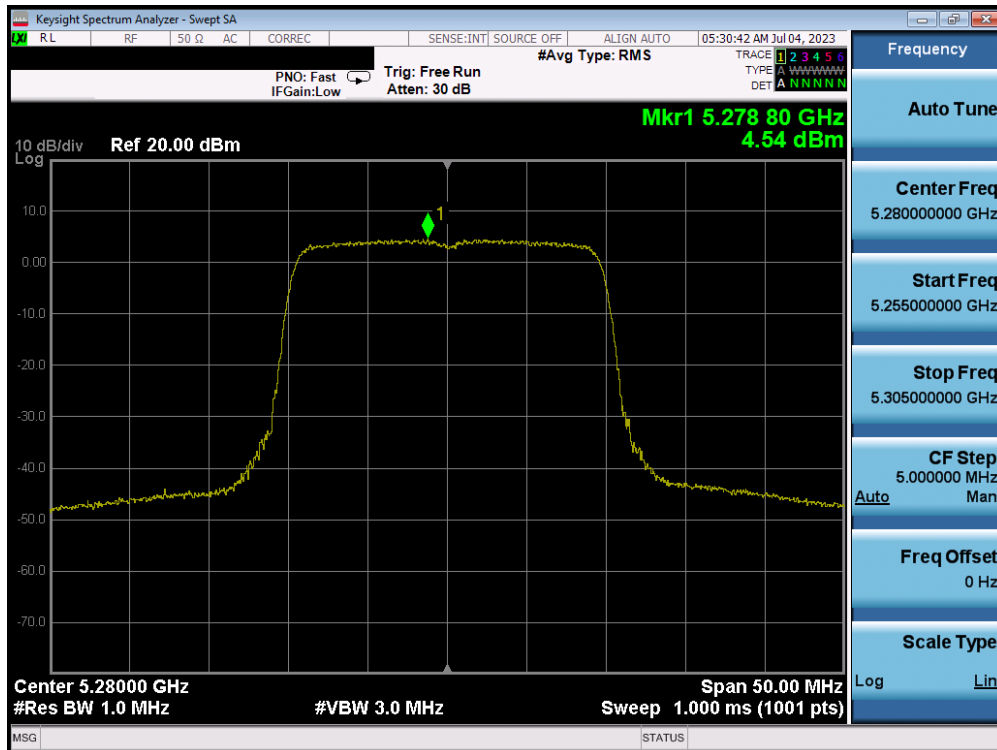 Keysight Spectrum Analyzer - Swept SA
LXI RL RF 50 Ω AC CORREC SENSE:INT SOURCE OFF ALIGN AUTO 05:30:42 AM Jul 04, 2023
PNO: Fast
IFGain:Low
Trig: Free Run
Atten: 30 dB
#Avg Type: RMS
TRACE 1 2 3 4 5 6
TYPE A WWWWW
DET A N N N N N
Mkr1 5.278 80 GHz
4.54 dBm
10 dB/div Ref 20.00 dBm
Log
1
10.0
0.00
-10.0
-20.0
-30.0
-40.0
-50.0
-60.0
-70.0
Center 5.28000 GHz Span 50.00 MHz
#Res BW 1.0 MHz #VBW 3.0 MHz Sweep 1.000 ms (1001 pts)
MSG STATUS
Frequency
Auto Tune
Center Freq
5.280000000 GHz
Start Freq
5.255000000 GHz
Stop Freq
5.305000000 GHz
CF Step
5.000000 MHz
Auto Man
Freq Offset
0 Hz
Scale Type
Log Lin